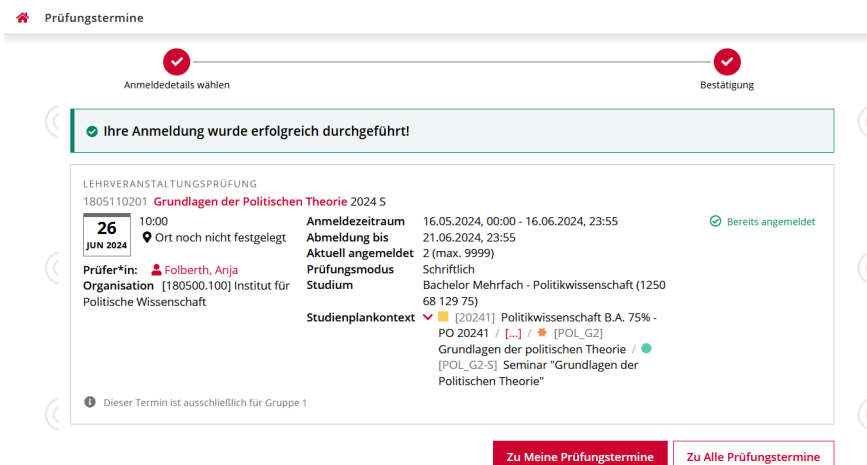 Prüfungstermine
Anmeldedetails wählen
Bestätigung
Ihre Anmeldung wurde erfolgreich durchgeführt!
LEHRVERANSTALTUNGSPRÜFUNG
1805110201 Grundlagen der Politischen Theorie 2024 S
26
JUN 2024
10:00
Ort noch nicht festgelegt
Prüfer*in: Folberth, Anja
Organisation [180500.100] Institut für
Politische Wissenschaft
Anmeldezeitraum 16.05.2024, 00:00 - 16.06.2024, 23:55
Abmeldung bis 21.06.2024, 23:55
Aktuell angemeldet 2 (max. 9999)
Prüfungsmodus Schriftlich
Studium Bachelor Mehrfach - Politikwissenschaft (1250
68 129 75)
Studienplankontext [20241] Politikwissenschaft B.A. 75% -
PO 20241 / [...] / [POL_G2]
Grundlagen der politischen Theorie /
[POL_G2-S] Seminar "Grundlagen der
Politischen Theorie"
Bereits angemeldet
Dieser Termin ist ausschließlich für Gruppe 1
Zu Meine Prüfungstermine
Zu Alle Prüfungstermine